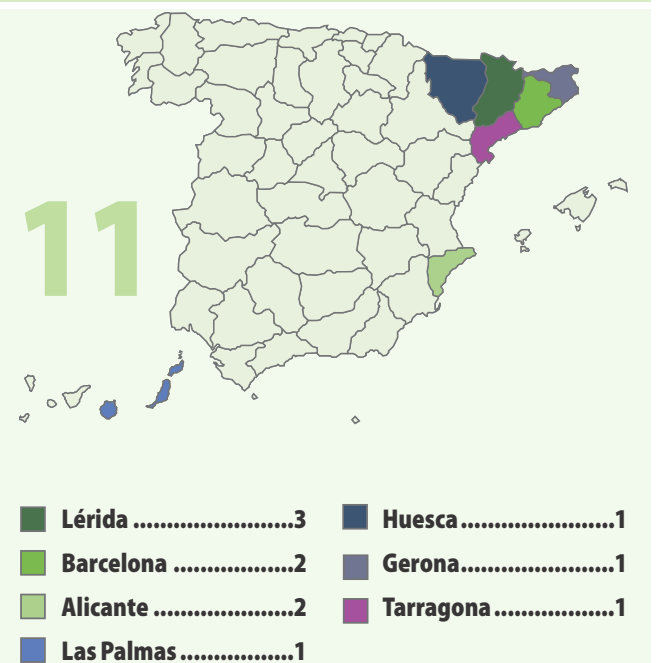 11
Lérida ........................3
Barcelona ..................2
Alicante .....................2
Las Palmas .................1
Huesca.......................1
Gerona.......................1
Tarragona..................1